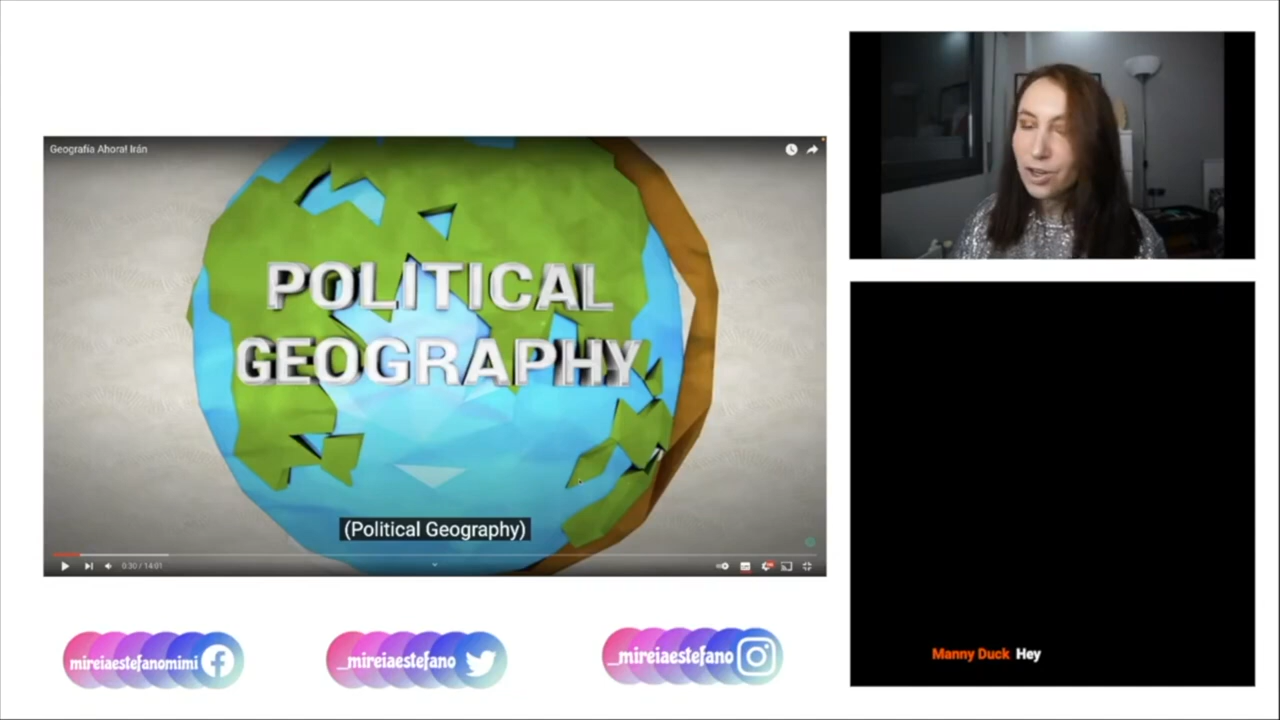 Geografía Ahora! Irán
POLITICAL
GEOGRAPHY
(Political Geography)
0:30 / 14:01
Manny Duck Hey
mireiaestefanomimi
_mireiaestefano
_mireiaestefano